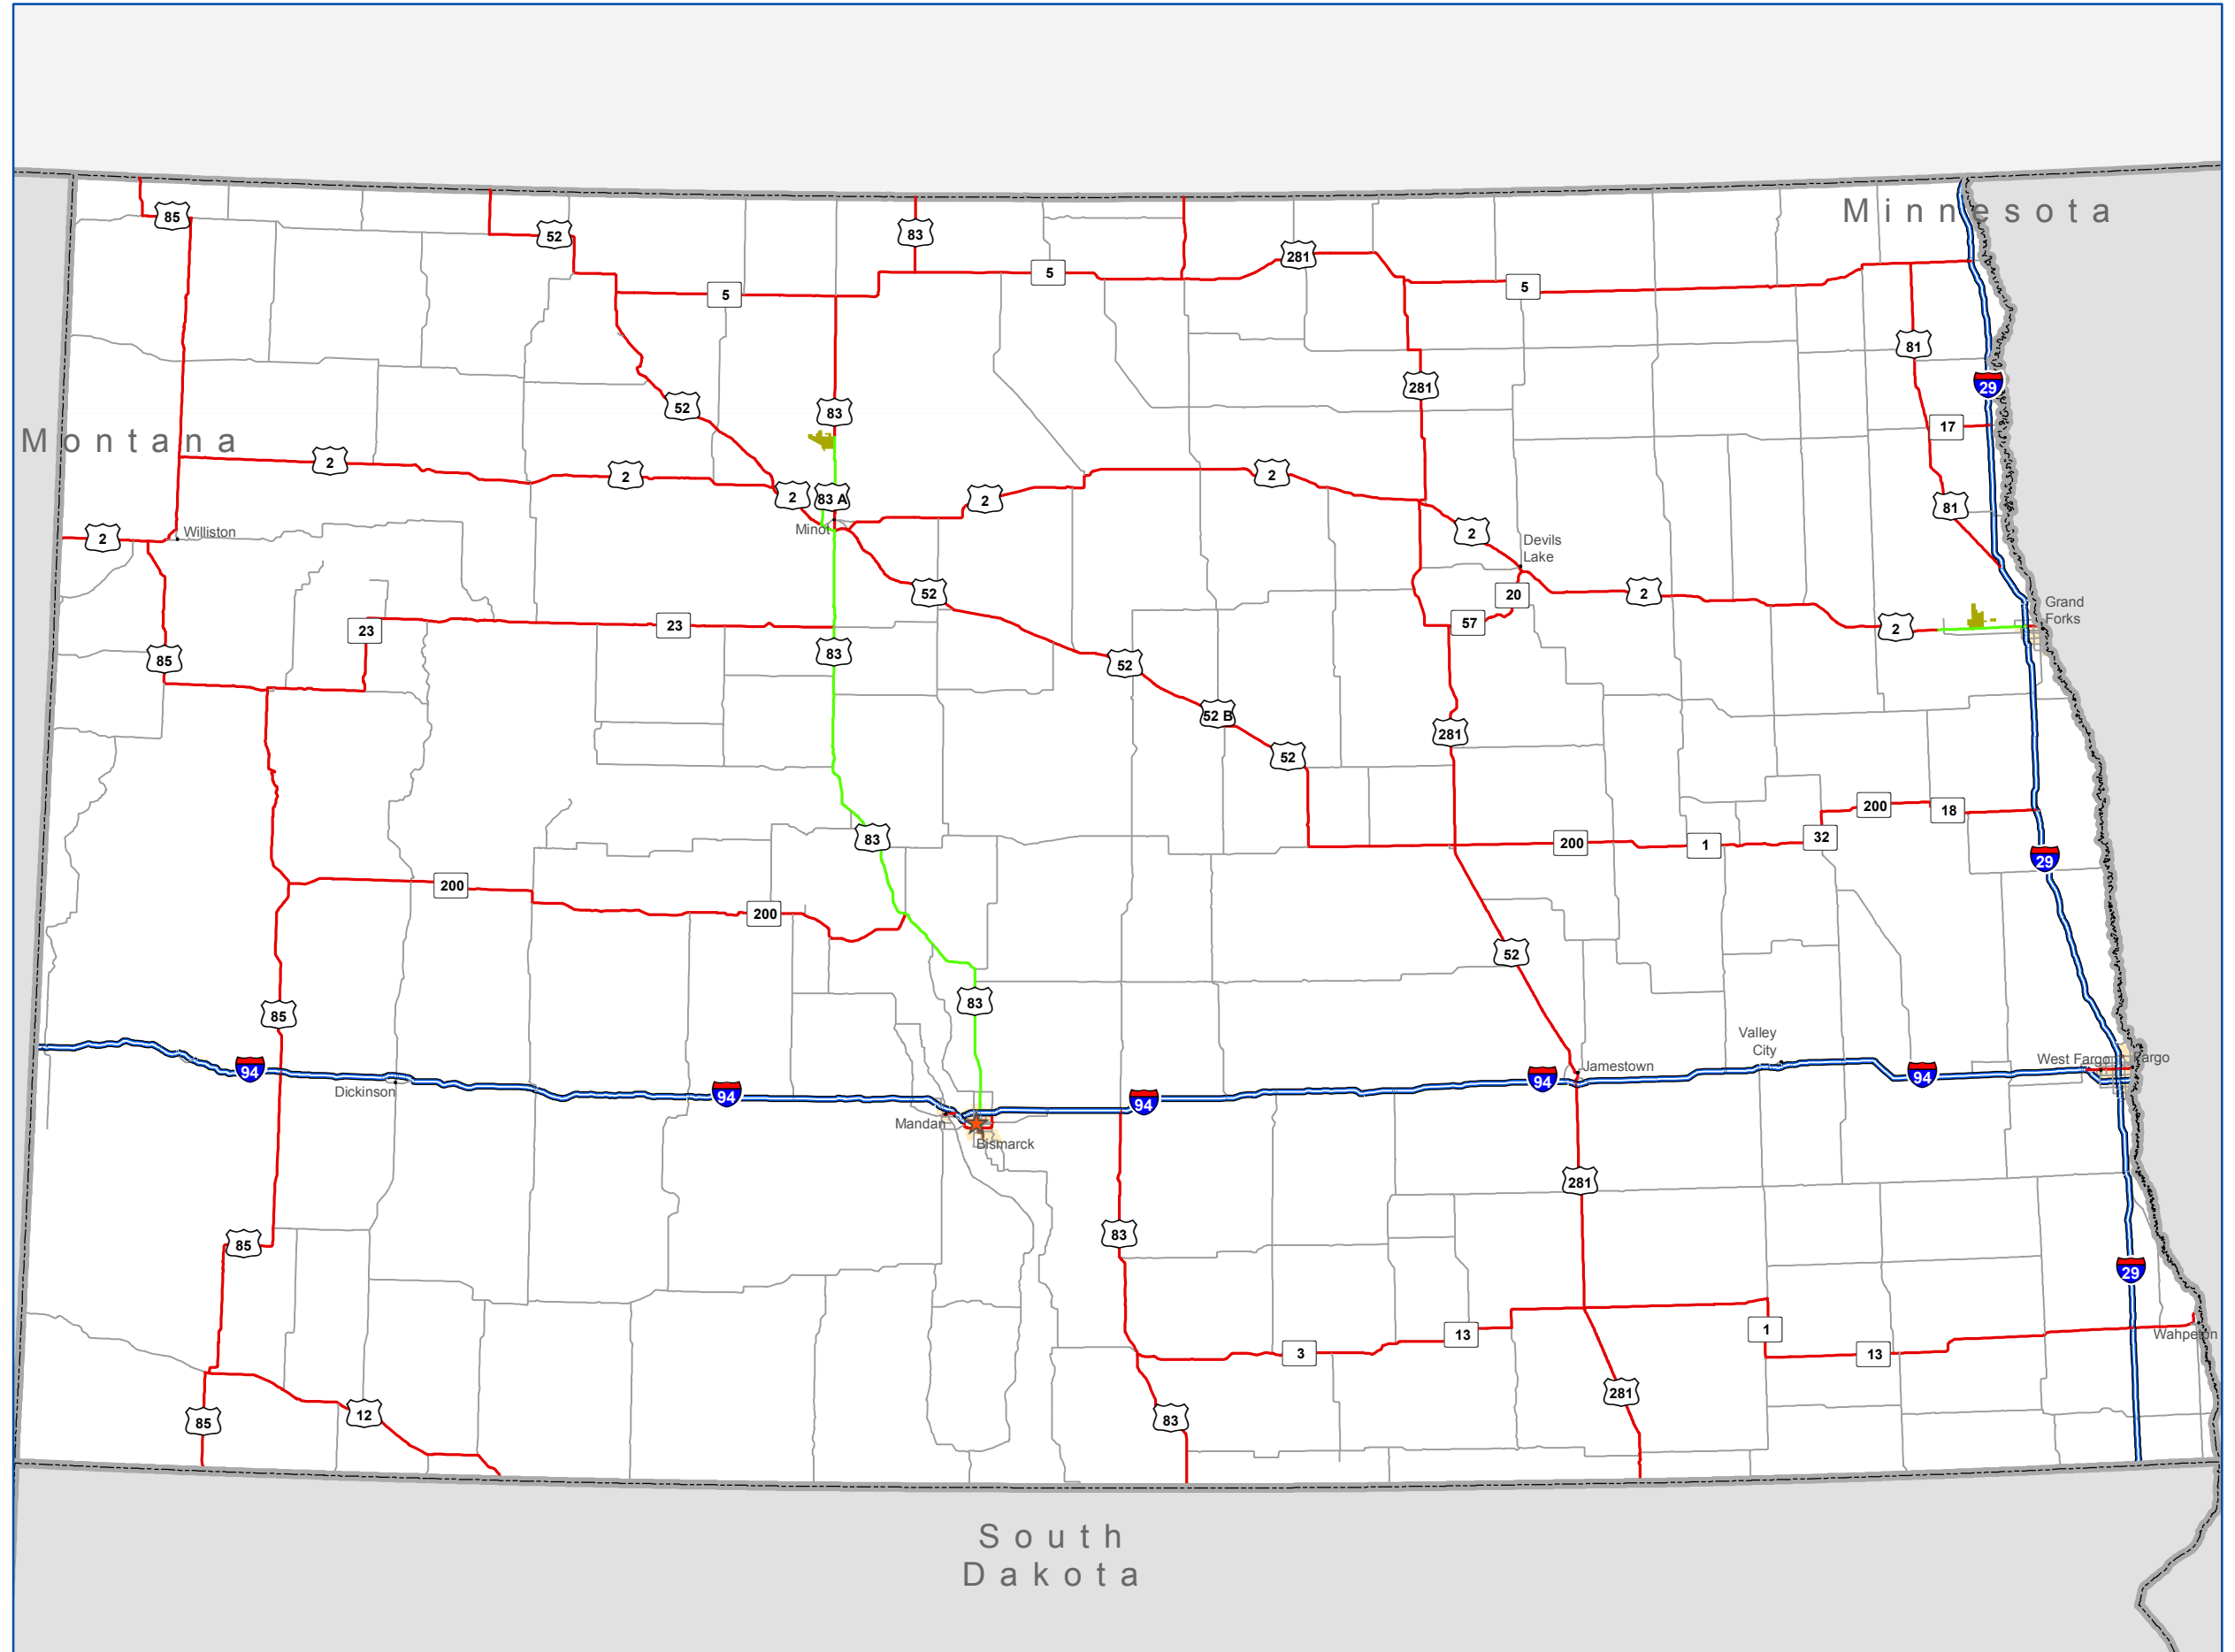 Minnesota
85
52
83
281
5
5
5
81
29
52
83
281
17
Montana
2
2
2
83 A
2
2
81
Minot
2
Williston
2
Devils
Lake
52
20
2
Grand
Forks
23
23
57
2
83
85
52
52 B
281
52
200
18
83
200
1
32
29
200
200
52
83
85
Valley
City
West Fargo
Fargo
94
Jamestown
94
94
94
94
Dickinson
Mandan
Bismarck
281
83
85
29
1
13
Wahpeton
3
13
281
12
83
85
South
Dakota